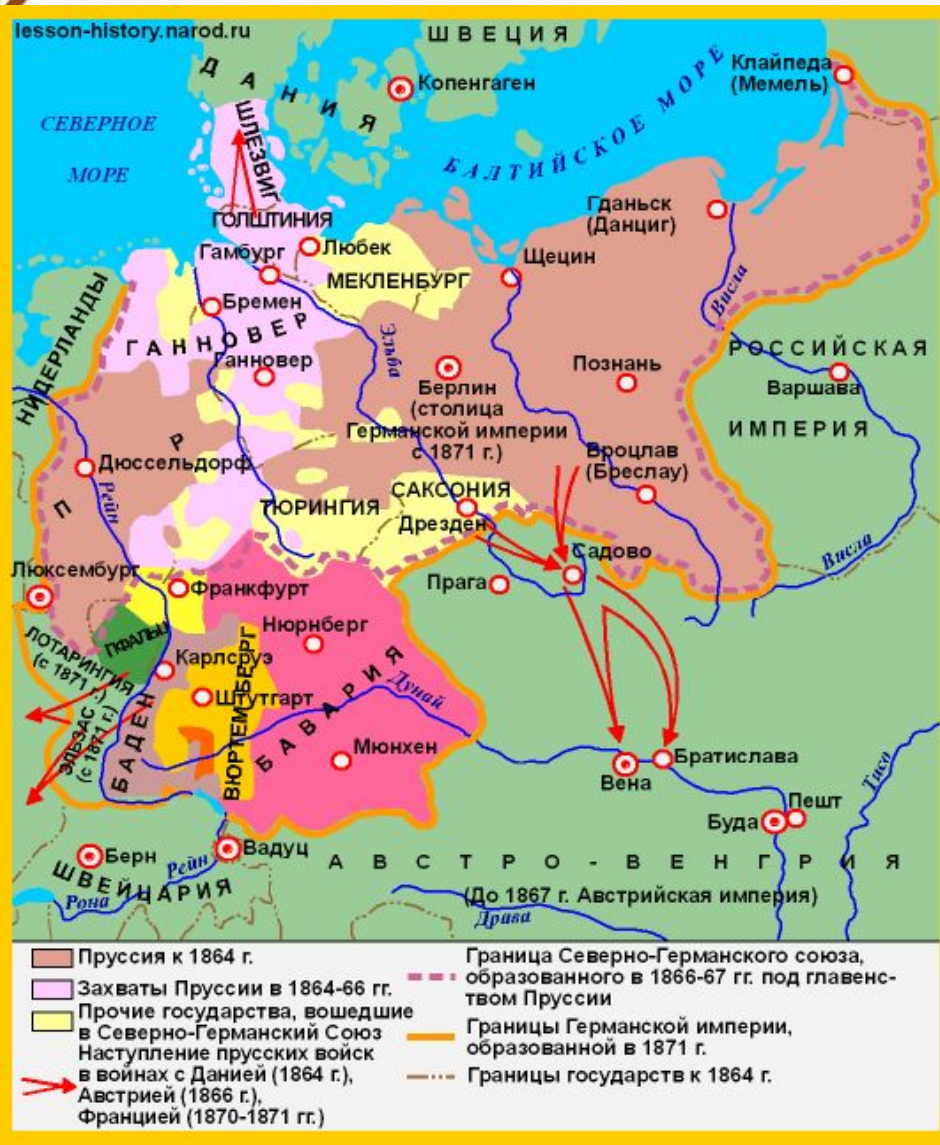 lesson-history.narod.ru
ШВЕЦИЯ
ДАНИЯ
Копенгаген
Клайпеда
(Мемель)
СЕВЕРНОЕ
МОРЕ
БАЛТИЙСКОЕ МОРЕ
ШЛЕЗВИГ
ГОЛШТИНИЯ
Гданьск
(Данциг)
Гамбург
Любек
Щецин
МЕКЛЕНБУРГ
Бремен
Висла
НИДЕРЛАНДЫ
ГАННОВЕР
Ганновер
Эльба
РОССИЙСКАЯ
ИМПЕРИЯ
Варшава
Познань
Берлин
(столица
Германской империи
с 1871 г.)
ПР
Дюссельдорф
Рейн
Вроцлав
(Бреслау)
ТЮРИНГИЯ
САКСОНИЯ
Дрезден
Висла
Садово
Прага
Люксембург
Франкфурт
ПФАЛЬЦ
Нюрнберг
ЛОТАРИНГИЯ
(с 1871 г.)
Карлсруэ
Штутгарт
ВЮРТЕМБЕРГ
БАВАРИЯ
Дунай
ЭЛЬЗАС
(с 1871 г.)
БАДЕН
Мюнхен
Вена
Братислава
Тиса
Буда
Пешт
Берн
Рейн
Вадуц
ШВЕЙЦАРИЯ
Рона
АВСТРО-ВЕНГРИЯ
(До 1867 г. Австрийская империя)
Драва
Пруссия к 1864 г.
Захваты Пруссии в 1864-66 гг.
Прочие государства, вошедшие
в Северно-Германский Союз
Наступление прусских войск
в войнах с Данией (1864 г.),
Австрией (1866 г.),
Францией (1870-1871 гг.)
Граница Северно-Германского союза,
образованного в 1866-67 гг. под главенс-
твом Пруссии
Границы Германской империи,
образованной в 1871 г.
Границы государств к 1864 г.